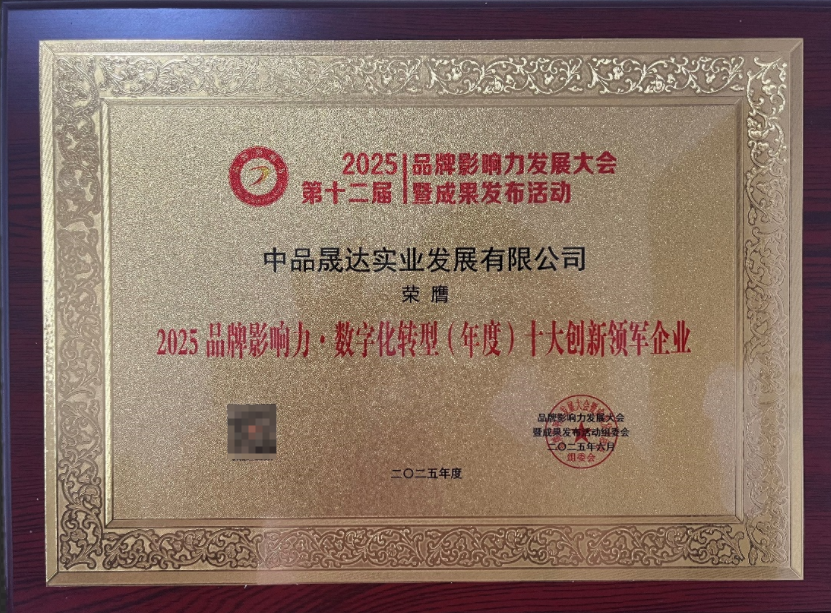 2025 品牌影响力发展大会
第十二届 暨成果发布活动
中品晟达实业发展有限公司
荣膺
2025 品牌影响力·数字化转型(年度)十大创新领军企业
品牌影响力发展大会
暨成果发布活动组委会
二〇二五年六月
组委会
二〇二五年度